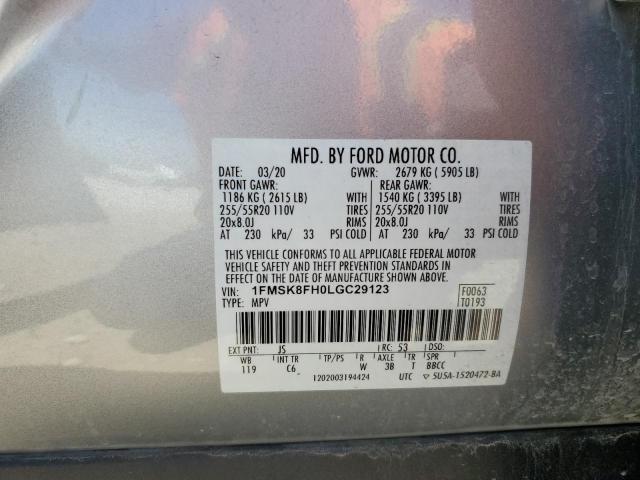 MFD. BY FORD MOTOR CO.
DATE: 03/20 GVWR: 2679 KG ( 5905 LB)
FRONT GAWR: REAR GAWR:
1186 KG ( 2615 LB) WITH 1540 KG ( 3395 LB) WITH
255/55R20 110V TIRES 255/55R20 110V TIRES
20x8.0J RIMS 20x8.0J RIMS
AT 230 kPa/ 33 PSI COLD AT 230 kPa/ 33 PSI COLD
THIS VEHICLE CONFORMS TO ALL APPLICABLE FEDERAL MOTOR
VEHICLE SAFETY AND THEFT PREVENTION STANDARDS IN
EFFECT ON THE DATE OF MANUFACTURE SHOWN ABOVE.
VIN: 1FMSK8FH0LGC29123 F0063
TYPE: MPV T0193
EXT PNT: JS RC: 53 DSO:
WB INT TR TP/PS R AXLE TR SPR
119 C6 W 3B T BBCC
1202003194424 UTC ▽ 5U5A-1520472-BA